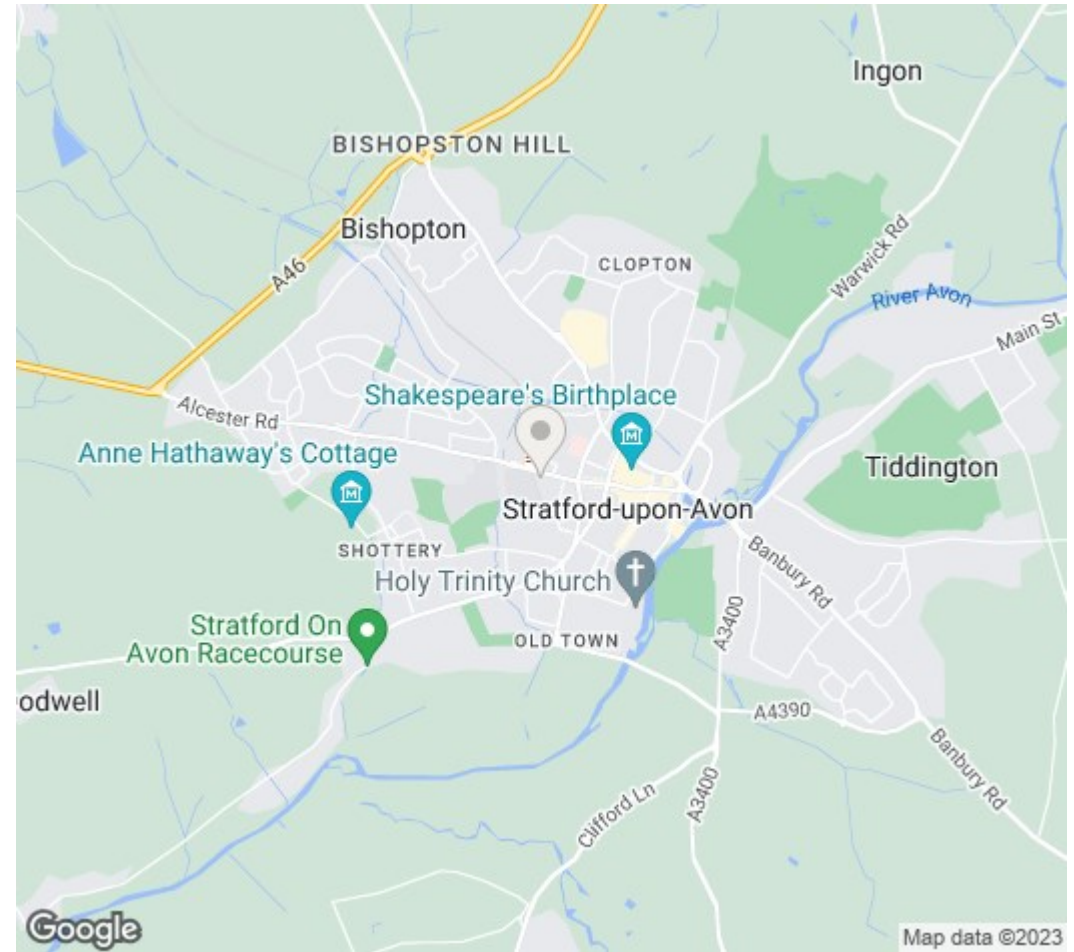 Ingon
BISHOPSTON HILL
Bishopton
CLOPTON
A46
Warwick Rd
River Avon
Main St
Shakespeare's Birthplace
Alcester Rd
Anne Hathaway's Cottage
Tiddington
Stratford-upon-Avon
SHOTTERY
Banbury Rd
Holy Trinity Church
A3400
Stratford On
Avon Racecourse
OLD TOWN
odwell
A4390
Banbury Rd
Clifford Ln
A3400
Google
Map data ©2023